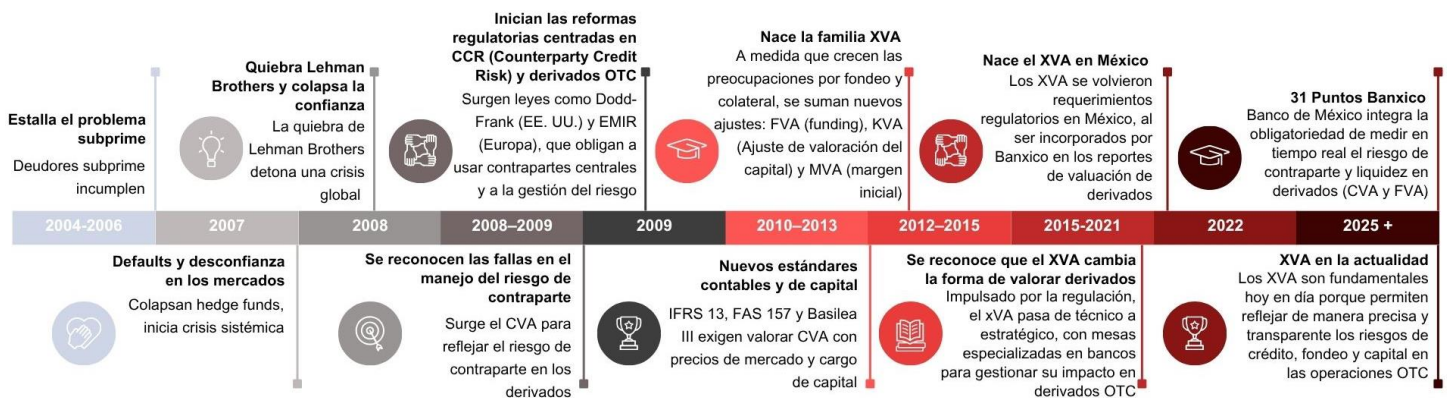 Estalla el problema
subprime
Deudores subprime
incumplen
Quiebra Lehman
Brothers y colapsa la
confianza
La quiebra de
Lehman Brothers
detona una crisis
global
Inician las reformas
regulatorias centradas en
CCR (Counterparty Credit
Risk) y derivados OTC
Surgen leyes como Dodd-
Frank (EE. UU.) y EMIR
(Europa), que obligan a
usar contrapartes centrales
y a la gestión del riesgo
Nace la familia XVA
A medida que crecen las
preocupaciones por fondeo y
colateral, se suman nuevos
ajustes: FVA (funding), KVA
(Ajuste de valoración del
capital) y MVA (margen
inicial)
Nace el XVA en México
Los XVA se volvieron
requerimientos
regulatorios en México, al
ser incorporados por
Banxico en los reportes
de valuación de
derivados
31 Puntos Banxico
Banco de México integra la
obligatoriedad de medir en
tiempo real el riesgo de
contraparte y liquidez en
derivados (CVA y FVA)
2004-2006
2007
2008
2008–2009
2009
2010–2013
2012–2015
2015-2021
2022
2025 +
Defaults y desconfianza
en los mercados
Colapsan hedge funds,
inicia crisis sistémica
Se reconocen las fallas en el
manejo del riesgo de
contraparte
Surge el CVA para
reflejar el riesgo de
contraparte en los
derivados
Nuevos estándares
contables y de capital
IFRS 13, FAS 157 y Basilea
III exigen valorar CVA con
precios de mercado y cargo
de capital
Se reconoce que el XVA cambia
la forma de valorar derivados
Impulsado por la regulación,
el xVA pasa de técnico a
estratégico, con mesas
especializadas en bancos
para gestionar su impacto en
derivados OTC
XVA en la actualidad
Los XVA son fundamentales
hoy en día porque permiten
reflejar de manera precisa y
transparente los riesgos de
crédito, fondeo y capital en
las operaciones OTC